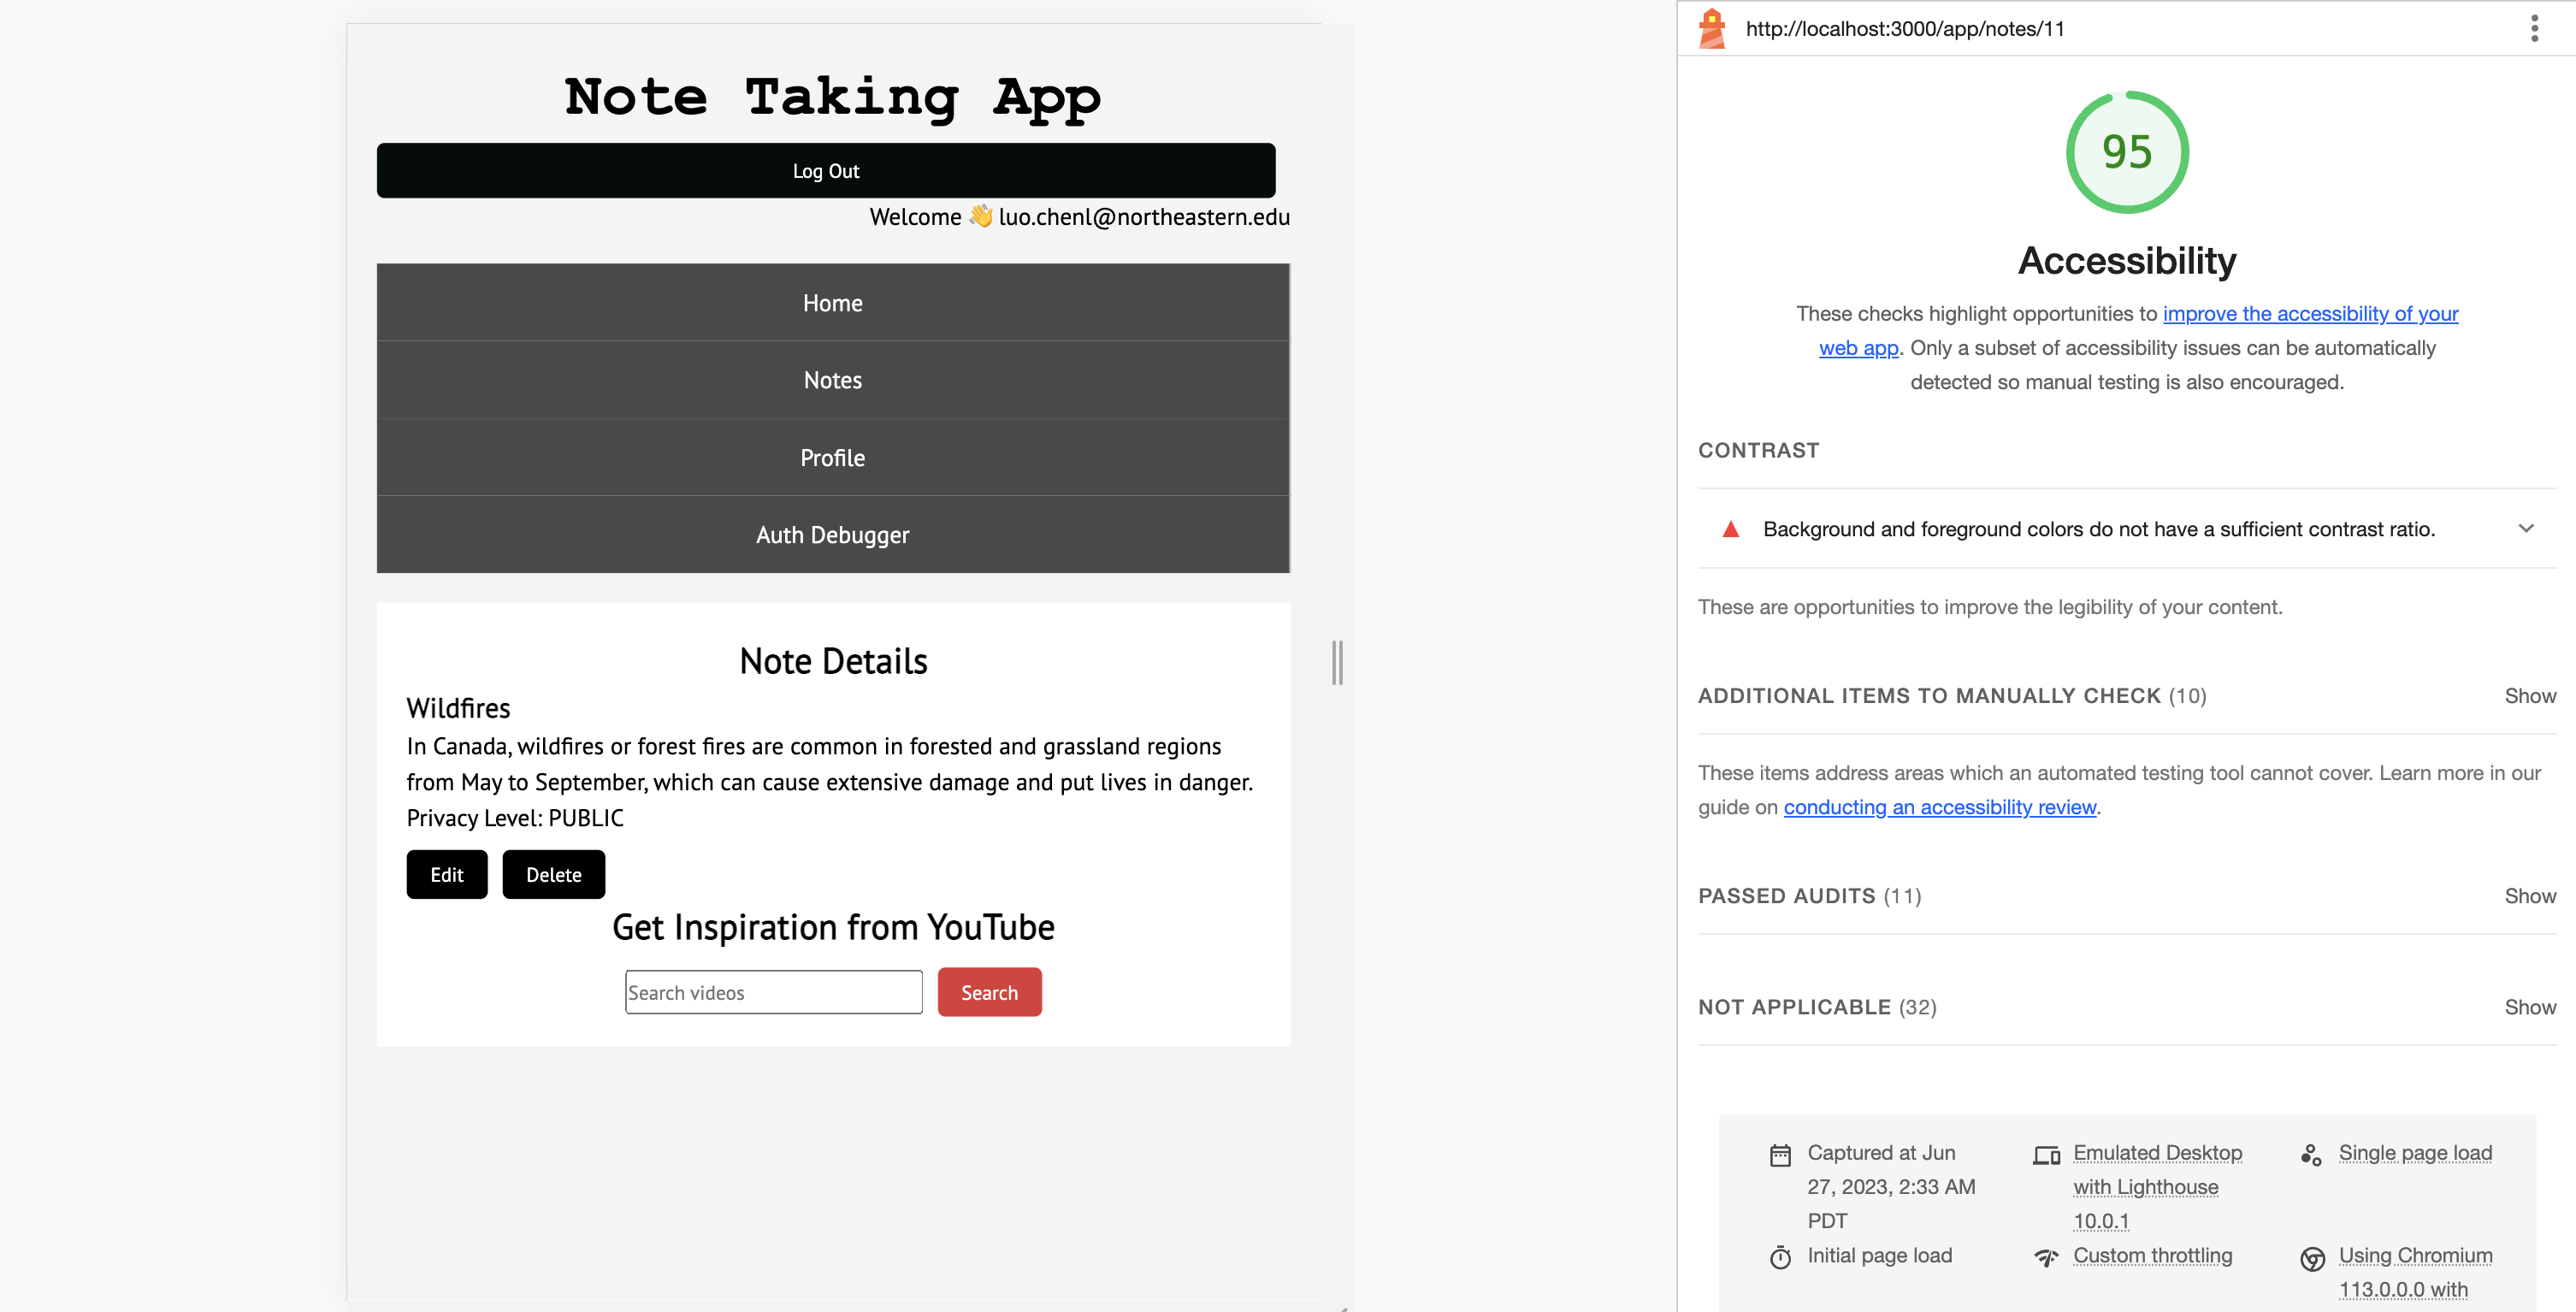 Note Taking App
Log Out
Welcome 👋 luo.chenl@northeastern.edu
Home
Notes
Profile
Auth Debugger
Note Details
Wildfires
In Canada, wildfires or forest fires are common in forested and grassland regions
from May to September, which can cause extensive damage and put lives in danger.
Privacy Level: PUBLIC
Edit Delete
Get Inspiration from YouTube
Search videos Search
http://localhost:3000/app/notes/11
95
Accessibility
These checks highlight opportunities to improve the accessibility of your
web app. Only a subset of accessibility issues can be automatically
detected so manual testing is also encouraged.
CONTRAST
Background and foreground colors do not have a sufficient contrast ratio.
These are opportunities to improve the legibility of your content.
ADDITIONAL ITEMS TO MANUALLY CHECK (10) Show
These items address areas which an automated testing tool cannot cover. Learn more in our
guide on conducting an accessibility review.
PASSED AUDITS (11) Show
NOT APPLICABLE (32) Show
Captured at Jun
27, 2023, 2:33 AM
PDT
Emulated Desktop
with Lighthouse
10.0.1
Single page load
Initial page load
Custom throttling
Using Chromium
113.0.0.0 with